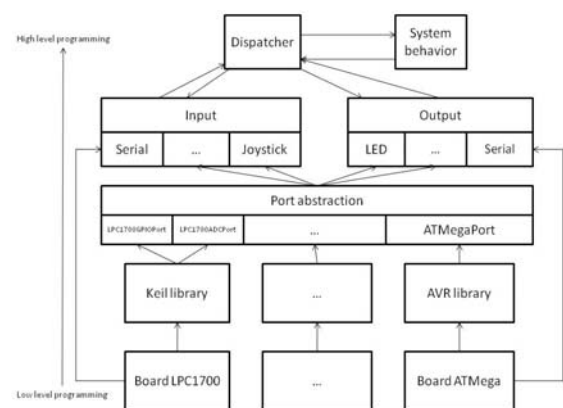 High level programming
Dispatcher
System
behavior
Input
Output
Serial
...
Joystick
LED
...
Serial
Port abstraction
LPC1700GPIOPort
LPC1700ADCPort
...
ATMegaPort
Keil library
...
AVR library
Board LPC1700
...
Board ATMega
Low level programming